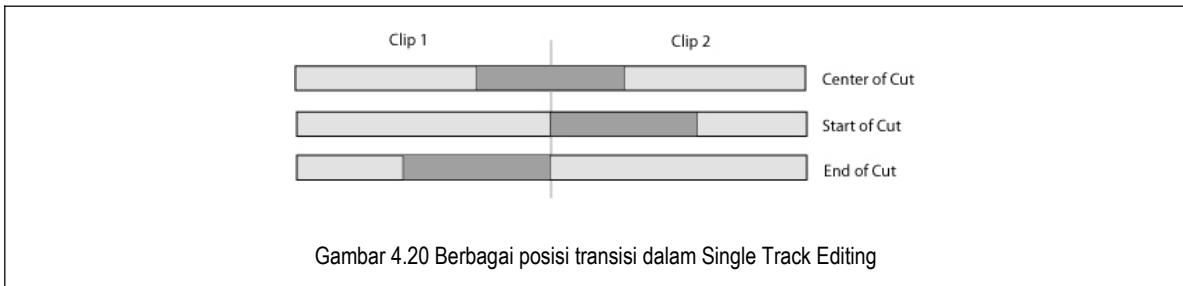 Clip 1
Clip 2
Center of Cut
Start of Cut
End of Cut
Gambar 4.20 Berbagai posisi transisi dalam Single Track Editing